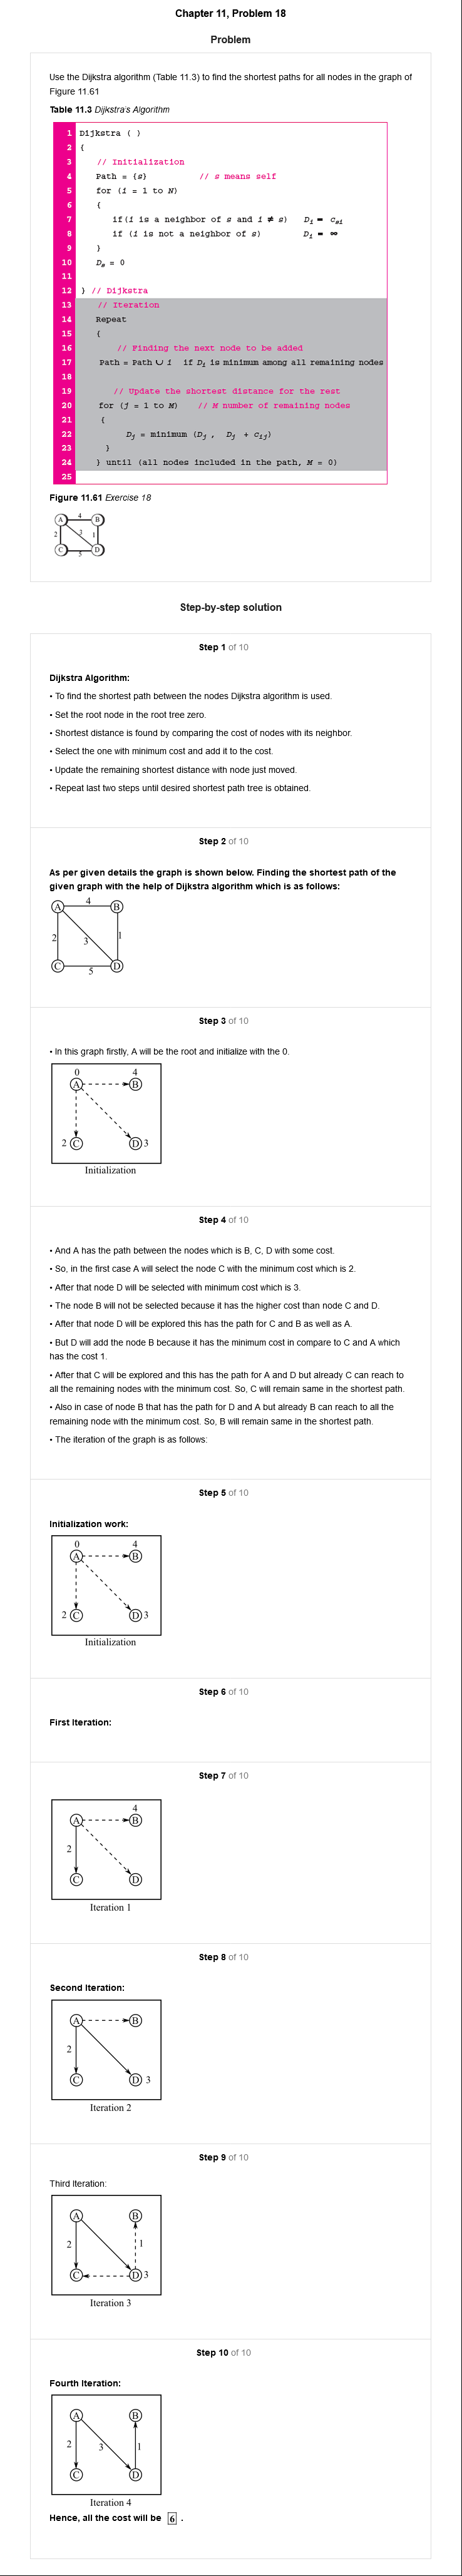 Chapter 11, Problem 18
Problem
Use the Dijkstra algorithm (Table 11.3) to find the shortest paths for all nodes in the graph of
Figure 11.61
Table 11.3 Dijkstra's Algorithm
1 Dijkstra ( )
2 {
3 // Initialization
4 Path = {s} // s means self
5 for (i = 1 to N)
6 {
7 if(i is a neighbor of s and i ≠ s) Di = csi
8 if (i is not a neighbor of s) Di = ∞
9 }
10 Ds = 0
11
12 } // Dijkstra
13 // Iteration
14 Repeat
15 {
16 // Finding the next node to be added
17 Path = Path ∪ i if Di is minimum among all remaining nodes
18
19 // Update the shortest distance for the rest
20 for (j = 1 to M) // M number of remaining nodes
21 {
22 Dj = minimum (Dj , Dj + cij)
23 }
24 } until (all nodes included in the path, M = 0)
25
Figure 11.61 Exercise 18
4
A B
2 3 1
C D
5
Step-by-step solution
Step 1 of 10
Dijkstra Algorithm:
• To find the shortest path between the nodes Dijkstra algorithm is used.
• Set the root node in the root tree zero.
• Shortest distance is found by comparing the cost of nodes with its neighbor.
• Select the one with minimum cost and add it to the cost.
• Update the remaining shortest distance with node just moved.
• Repeat last two steps until desired shortest path tree is obtained.
Step 2 of 10
As per given details the graph is shown below. Finding the shortest path of the
given graph with the help of Dijkstra algorithm which is as follows:
4
A B
2 3 1
C D
5
Step 3 of 10
• In this graph firstly, A will be the root and initialize with the 0.
0 4
A B
2 C D 3
Initialization
Step 4 of 10
• And A has the path between the nodes which is B, C, D with some cost.
• So, in the first case A will select the node C with the minimum cost which is 2.
• After that node D will be selected with minimum cost which is 3.
• The node B will not be selected because it has the higher cost than node C and D.
• After that node D will be explored this has the path for C and B as well as A.
• But D will add the node B because it has the minimum cost in compare to C and A which
has the cost 1.
• After that C will be explored and this has the path for A and D but already C can reach to
all the remaining nodes with the minimum cost. So, C will remain same in the shortest path.
• Also in case of node B that has the path for D and A but already B can reach to all the
remaining node with the minimum cost. So, B will remain same in the shortest path.
• The iteration of the graph is as follows:
Step 5 of 10
Initialization work:
0 4
A B
2 C D 3
Initialization
Step 6 of 10
First Iteration:
Step 7 of 10
4
A B
2
C D
Iteration 1
Step 8 of 10
Second Iteration:
A B
2
C D 3
Iteration 2
Step 9 of 10
Third Iteration:
A B
2 1
C D 3
Iteration 3
Step 10 of 10
Fourth Iteration:
A B
2 3 1
C D
Iteration 4
Hence, all the cost will be 6 .